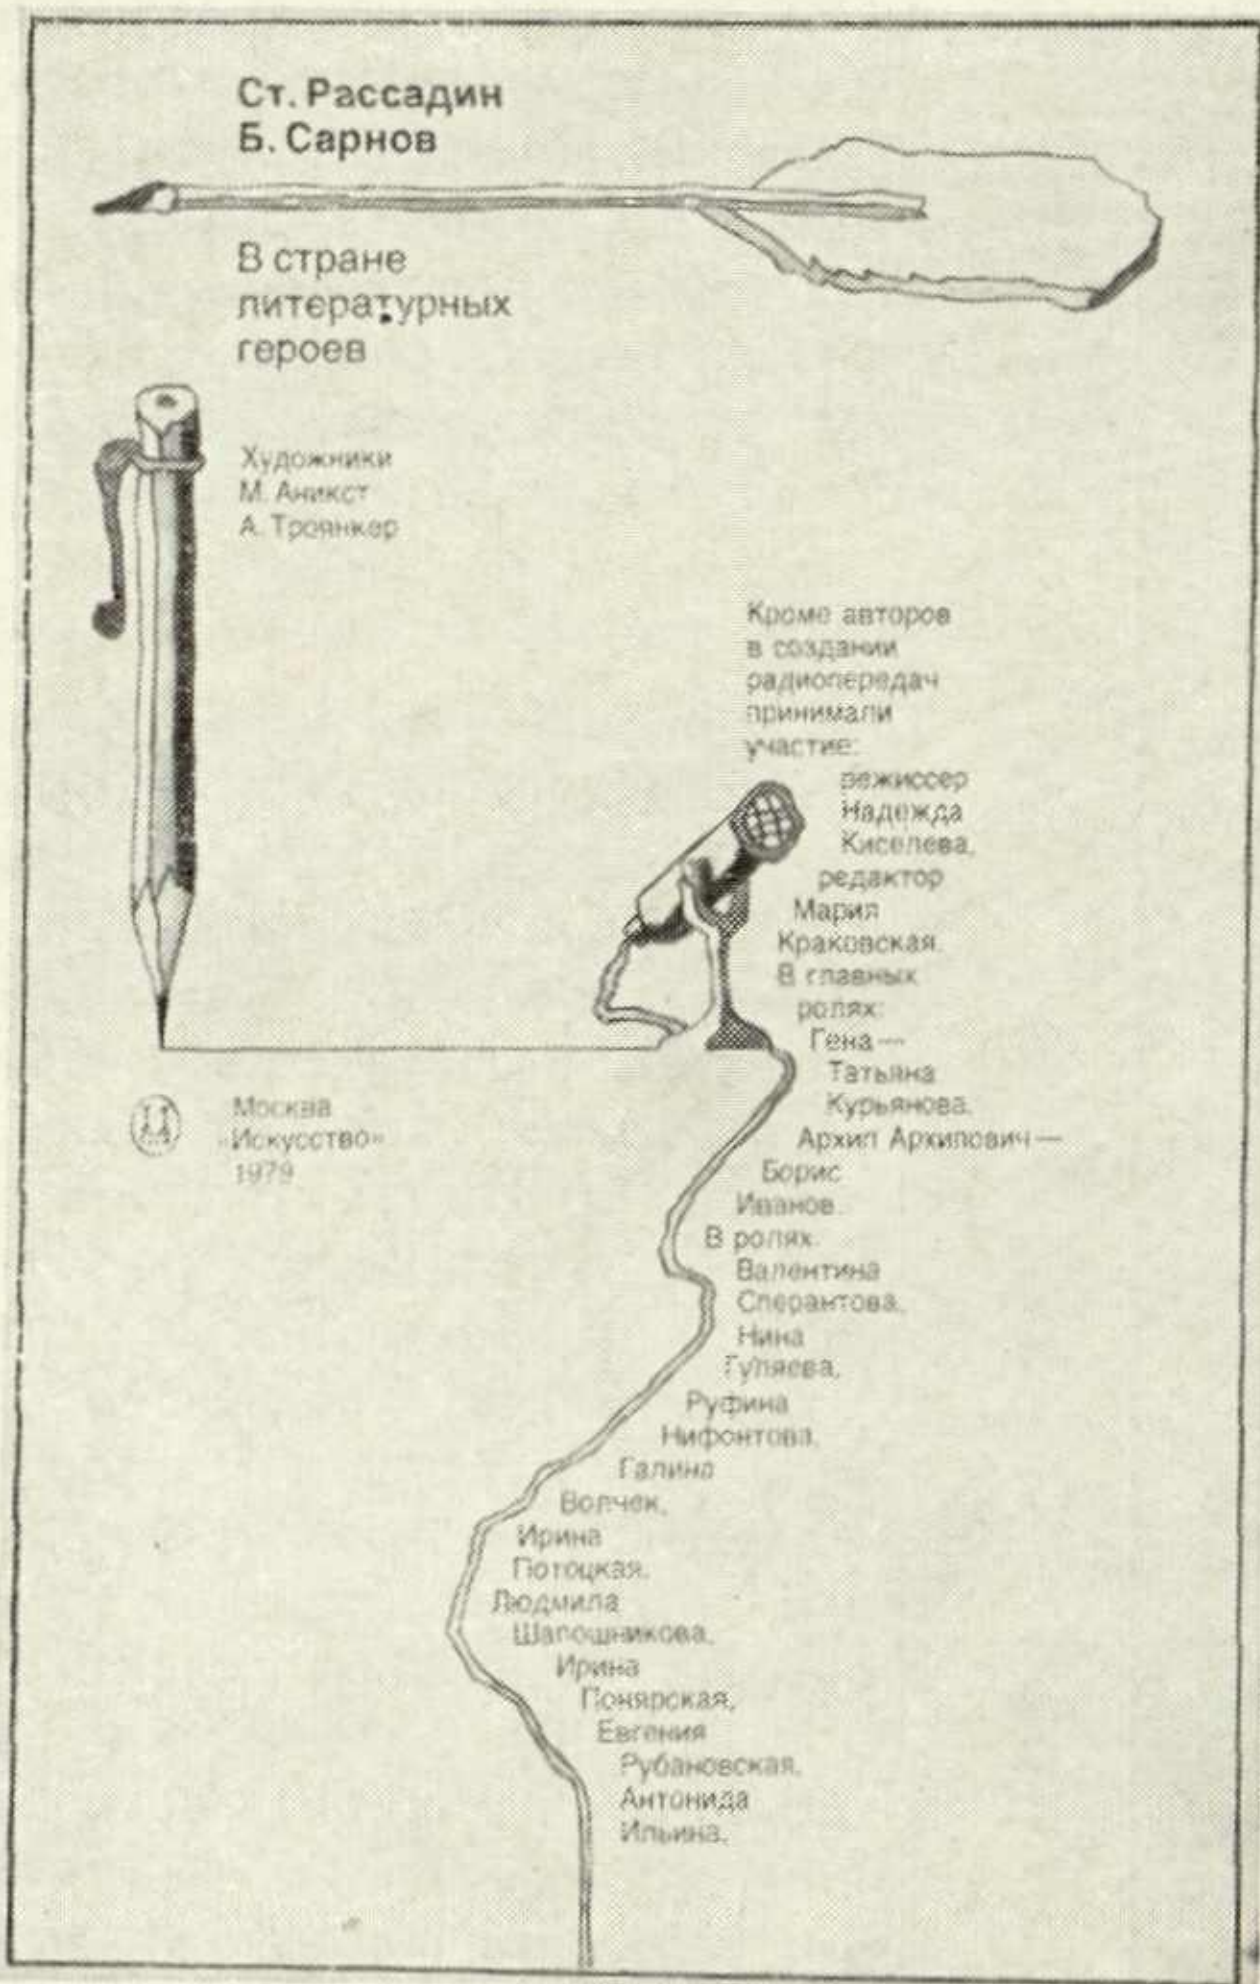 Ст. Рассадин
Б. Сарнов
В стране
литературных
героев
Художники
М. Аникст
А. Троянкер
Кроме авторов
в создании
радиопередач
принимали
участие:
режиссер
Надежда
Киселева,
редактор
Мария
Краковская.
В главных
ролях:
Гена —
Татьяна
Курьянова.
Архип Архипович —
Борис
Иванов.
В ролях:
Валентина
Сперантова,
Нина
Гуляева,
Руфина
Нифонтова,
Галина
Волчек,
Ирина
Потоцкая,
Людмила
Шапошникова,
Ирина
Понярская,
Евгения
Рубановская,
Антонида
Ильина,
Москва
«Искусство»
1979